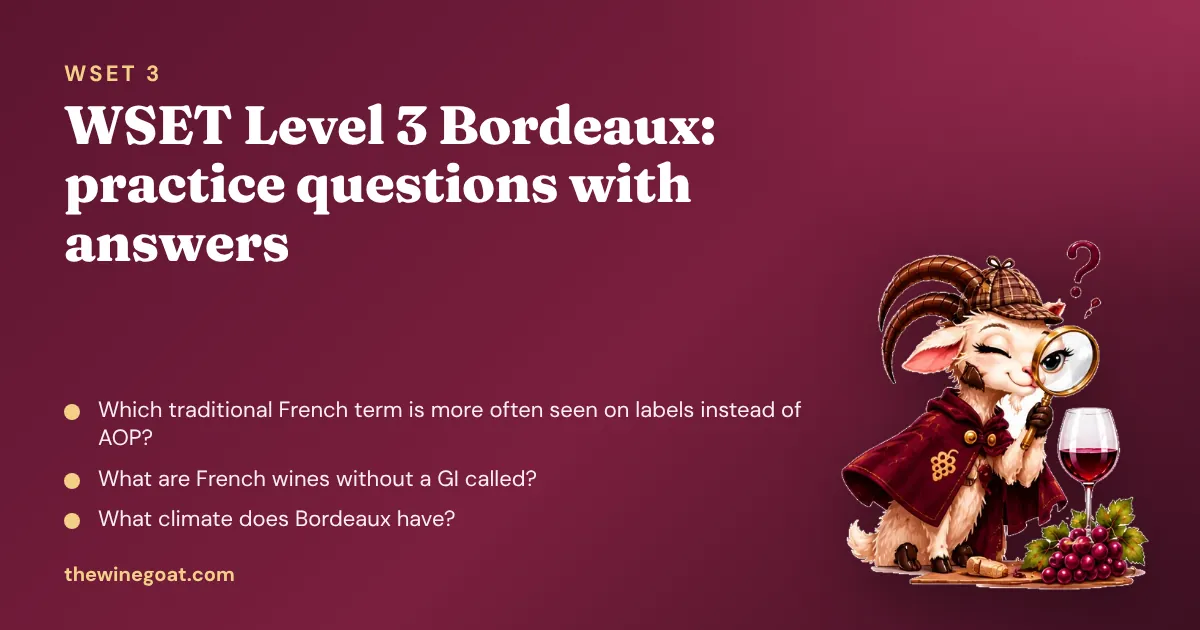 WSET 3
WSET Level 3 Bordeaux:
practice questions with
answers
Which traditional French term is more often seen on labels instead of
AOP?
What are French wines without a GI called?
What climate does Bordeaux have?
thewinegoat.com